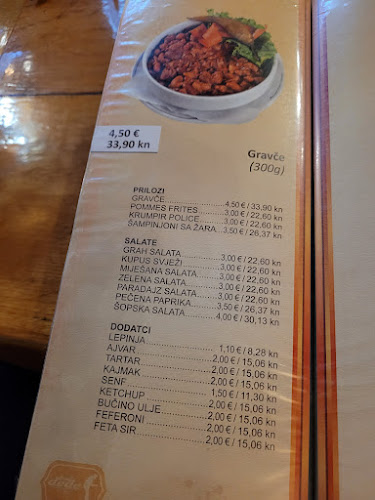 4,50 €
33,90 kn
Gravče
(300g)
PRILOZI
GRAVČE 4,50 € / 33,90 kn
POMMES FRITES 3,00 € / 22,60 kn
KRUMPIR POLICE 3,00 € / 22,60 kn
ŠAMPINJONI SA ŽARA 3,50 € / 26,37 kn
SALATE
GRAH SALATA 3,00 € / 22,60 kn
KUPUS SVJEŽI 3,00 € / 22,60 kn
MIJEŠANA SALATA 3,00 € / 22,60 kn
ZELENA SALATA 3,00 € / 22,60 kn
PARADAJZ SALATA 3,00 € / 22,60 kn
PEČENA PAPRIKA 3,50 € / 26,37 kn
ŠOPSKA SALATA 4,00 € / 30,13 kn
DODATCI
LEPINJA 1,10 € / 8,28 kn
AJVAR 2,00 € / 15,06 kn
TARTAR 2,00 € / 15,06 kn
KAJMAK 2,00 € / 15,06 kn
SENF 1,50 € / 11,30 kn
KETCHUP 2,00 € / 15,06 kn
BUČINO ULJE 2,00 € / 15,06 kn
FEFERONI 2,00 € / 15,06 kn
FETA SIR 2,00 € / 15,06 kn